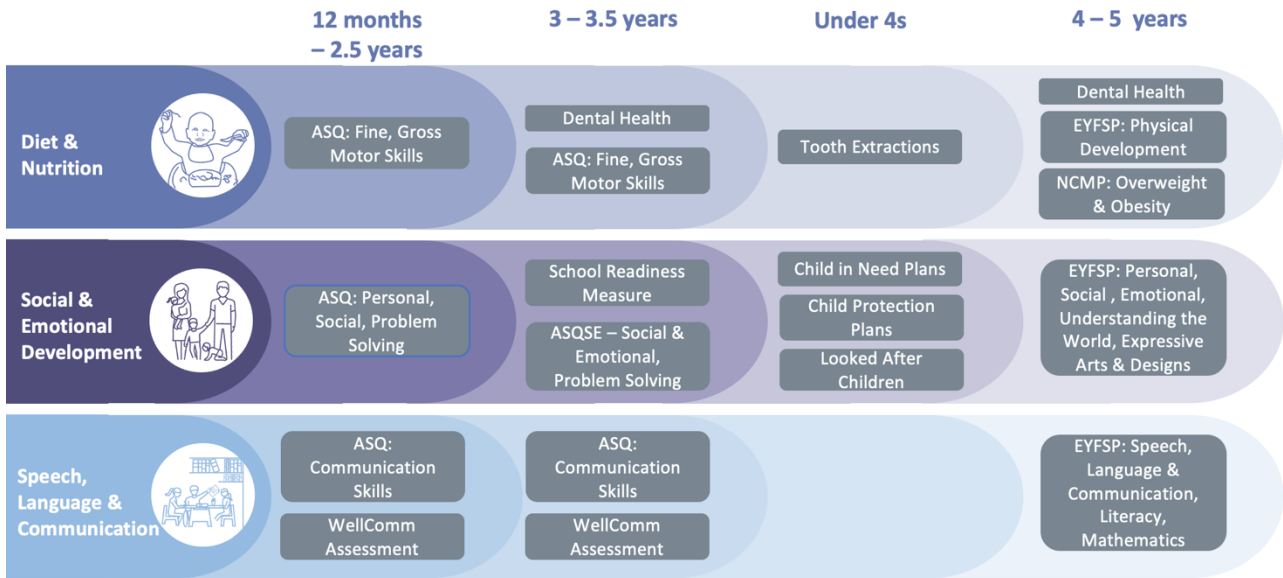 12 months
– 2.5 years
3 – 3.5 years
Under 4s
4 – 5 years
Diet &
Nutrition
ASQ: Fine, Gross
Motor Skills
Dental Health
ASQ: Fine, Gross
Motor Skills
Tooth Extractions
Dental Health
EYFSP: Physical
Development
NCMP: Overweight
& Obesity
Social &
Emotional
Development
ASQ: Personal,
Social, Problem
Solving
School Readiness
Measure
ASQSE – Social &
Emotional,
Problem Solving
Child in Need Plans
Child Protection
Plans
Looked After
Children
EYFSP: Personal,
Social , Emotional,
Understanding the
World, Expressive
Arts & Designs
Speech,
Language &
Communication
ASQ:
Communication
Skills
WellComm
Assessment
ASQ:
Communication
Skills
WellComm
Assessment
EYFSP: Speech,
Language &
Communication,
Literacy,
Mathematics